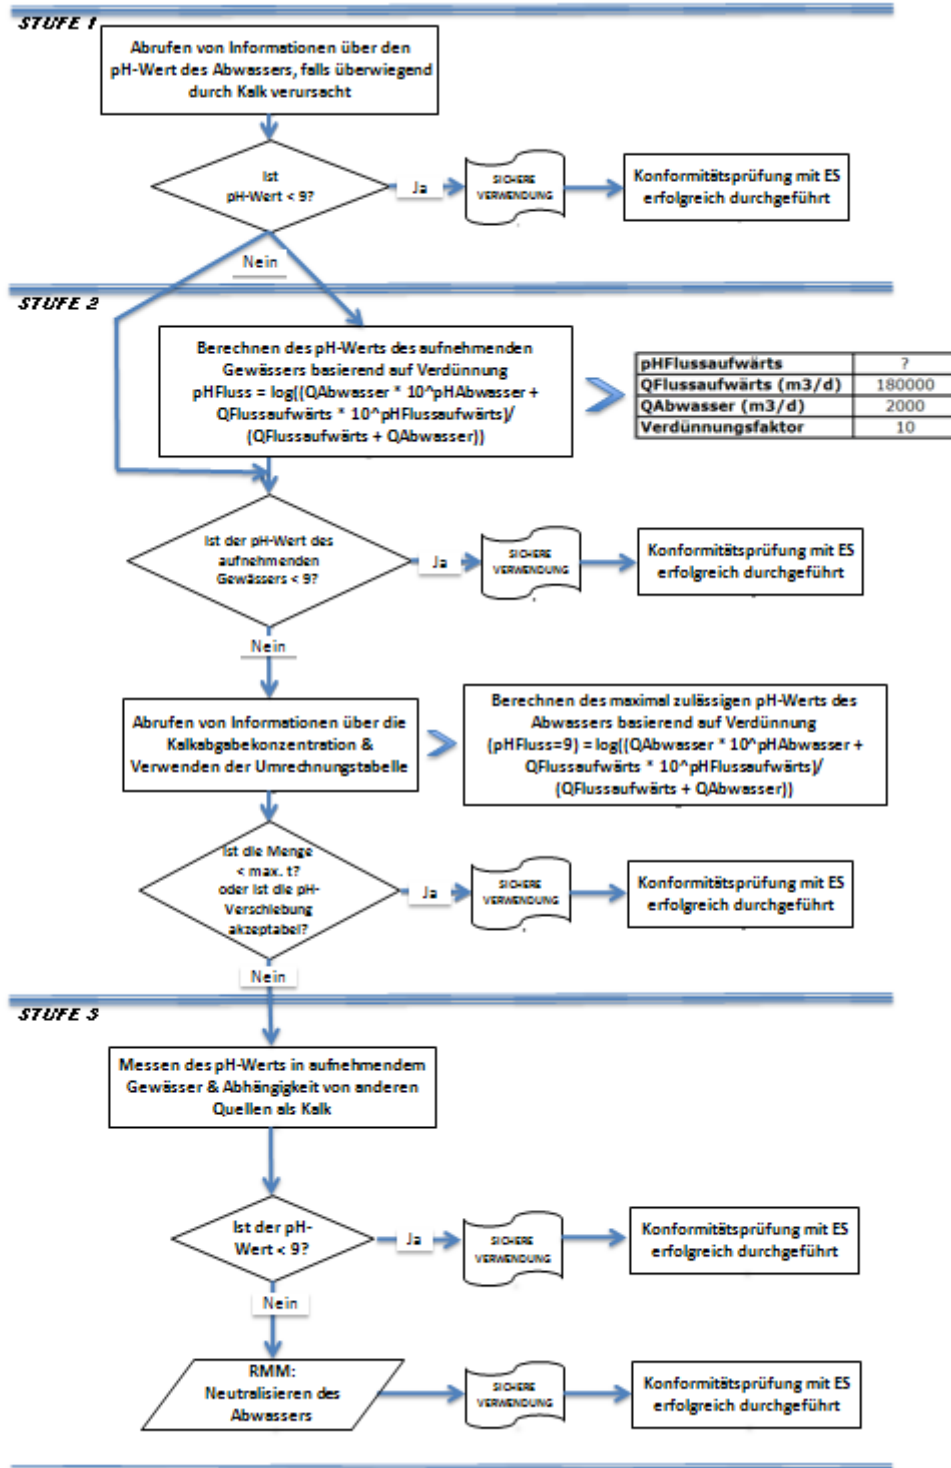 STUFE 1
Abrufen von Informationen über den
pH-Wert des Abwassers, falls überwiegend
durch Kalk verursacht
Ist
pH-Wert < 9?
Ja
SICHERE
VERWENDUNG
Konformitätsprüfung mit ES
erfolgreich durchgeführt
Nein
STUFE 2
Berechnen des pH-Werts des aufnehmenden
Gewässers basierend auf Verdünnung
pHFluss = log((QAbwasser * 10^pHAbwasser +
QFlussaufwärts * 10^pHFlussaufwärts)/
(QFlussaufwärts + QAbwasser))
pHFlussaufwärts ?
QFlussaufwärts (m3/d) 180000
QAbwasser (m3/d) 2000
Verdünnungsfaktor 10
Ist der pH-Wert des
aufnehmenden
Gewässers < 9?
Ja
SICHERE
VERWENDUNG
Konformitätsprüfung mit ES
erfolgreich durchgeführt
Nein
Abrufen von Informationen über die
Kalkabgabekonzentration &
Verwenden der Umrechnungstabelle
Berechnen des maximal zulässigen pH-Werts des
Abwassers basierend auf Verdünnung
(pHFluss=9) = log((QAbwasser * 10^pHAbwasser +
QFlussaufwärts * 10^pHFlussaufwärts)/
(QFlussaufwärts + QAbwasser))
Ist die Menge
< max. t?
oder ist die pH-
Verschiebung
akzeptabel?
Ja
SICHERE
VERWENDUNG
Konformitätsprüfung mit ES
erfolgreich durchgeführt
Nein
STUFE 3
Messen des pH-Werts in aufnehmendem
Gewässer & Abhängigkeit von anderen
Quellen als Kalk
Ist der pH-
Wert < 9?
Ja
SICHERE
VERWENDUNG
Konformitätsprüfung mit ES
erfolgreich durchgeführt
Nein
RMM:
Neutralisieren des
Abwassers
SICHERE
VERWENDUNG
Konformitätsprüfung mit ES
erfolgreich durchgeführt